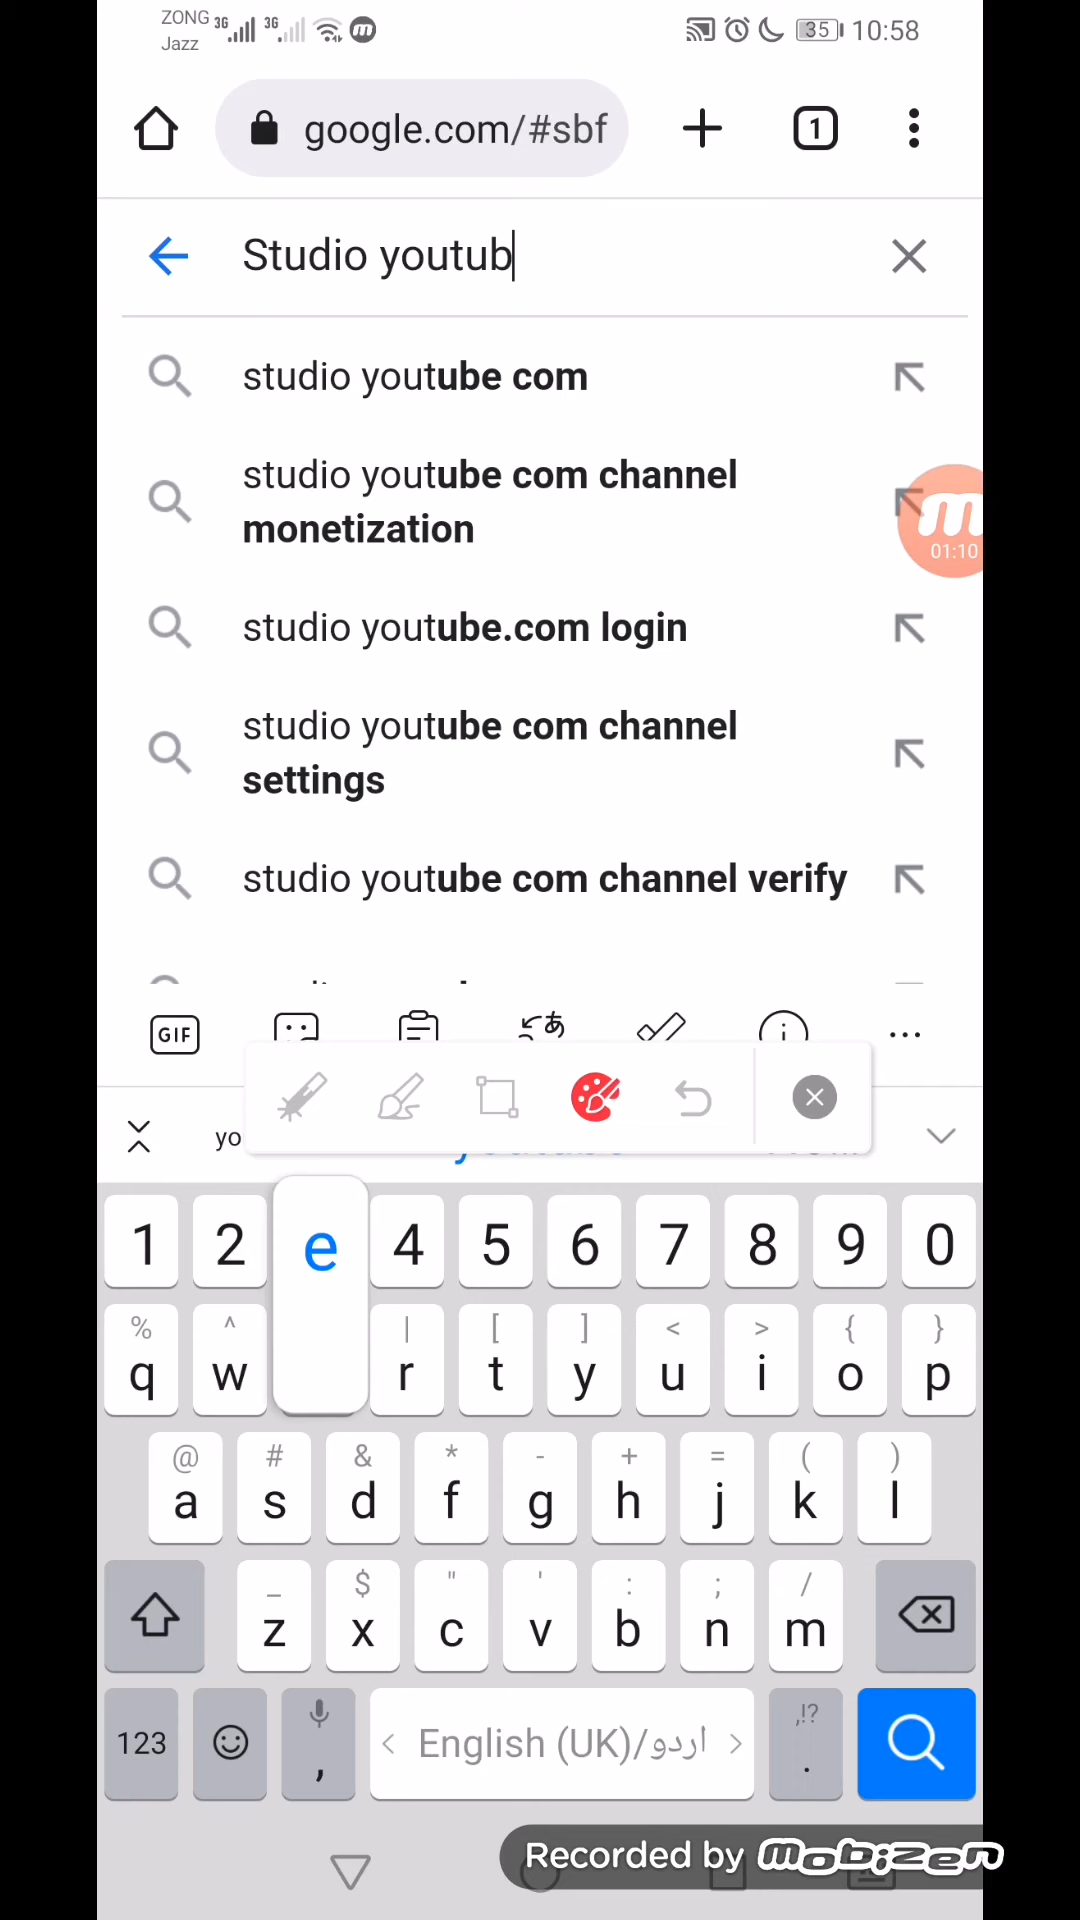 ZONG 3G 3G 35 10:58
Jazz
google.com/#sbf 1
Studio youtub
studio youtube com
studio youtube com channel
monetization
01:10
studio youtube.com login
studio youtube com channel
settings
studio youtube com channel verify
GIF
yo
1 2 e 4 5 6 7 8 9 0
% ^ | [ ] < > { }
q w r t y u i o p
@ # & * - + = ( )
a s d f g h j k l
_ $ " ' : ; /
z x c v b n m
123 , < English (UK)/اردو > ,!? .
Recorded by mobizen